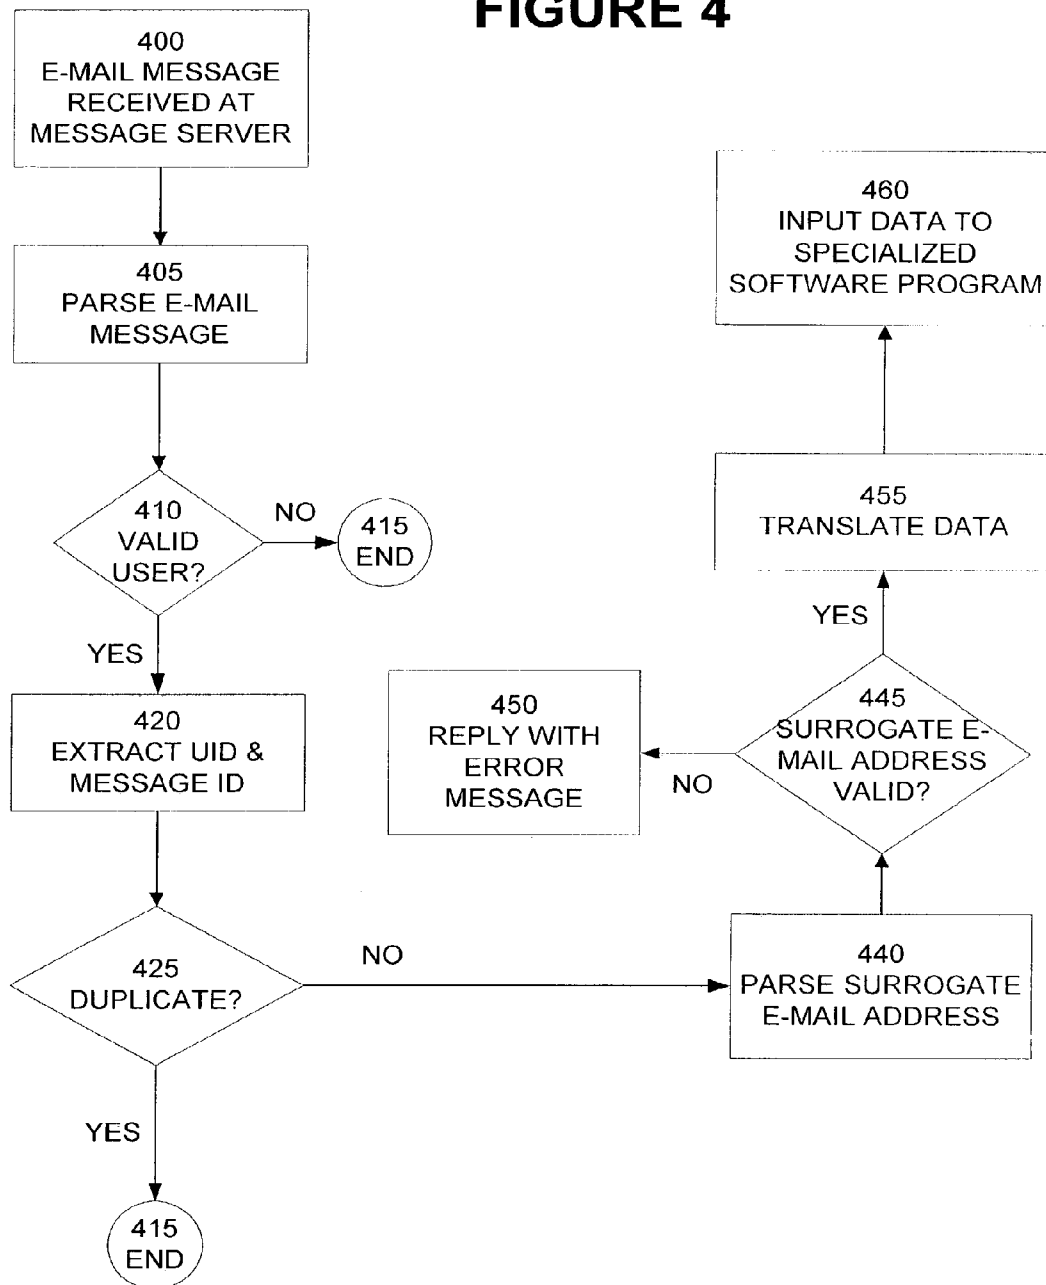 FIGURE 4
400
E-MAIL MESSAGE
RECEIVED AT
MESSAGE SERVER
405
PARSE E-MAIL
MESSAGE
410
VALID
USER?
NO
415
END
YES
420
EXTRACT UID &
MESSAGE ID
425
DUPLICATE?
NO
YES
415
END
440
PARSE SURROGATE
E-MAIL ADDRESS
445
SURROGATE E-
MAIL ADDRESS
VALID?
NO
450
REPLY WITH
ERROR
MESSAGE
YES
455
TRANSLATE DATA
460
INPUT DATA TO
SPECIALIZED
SOFTWARE PROGRAM